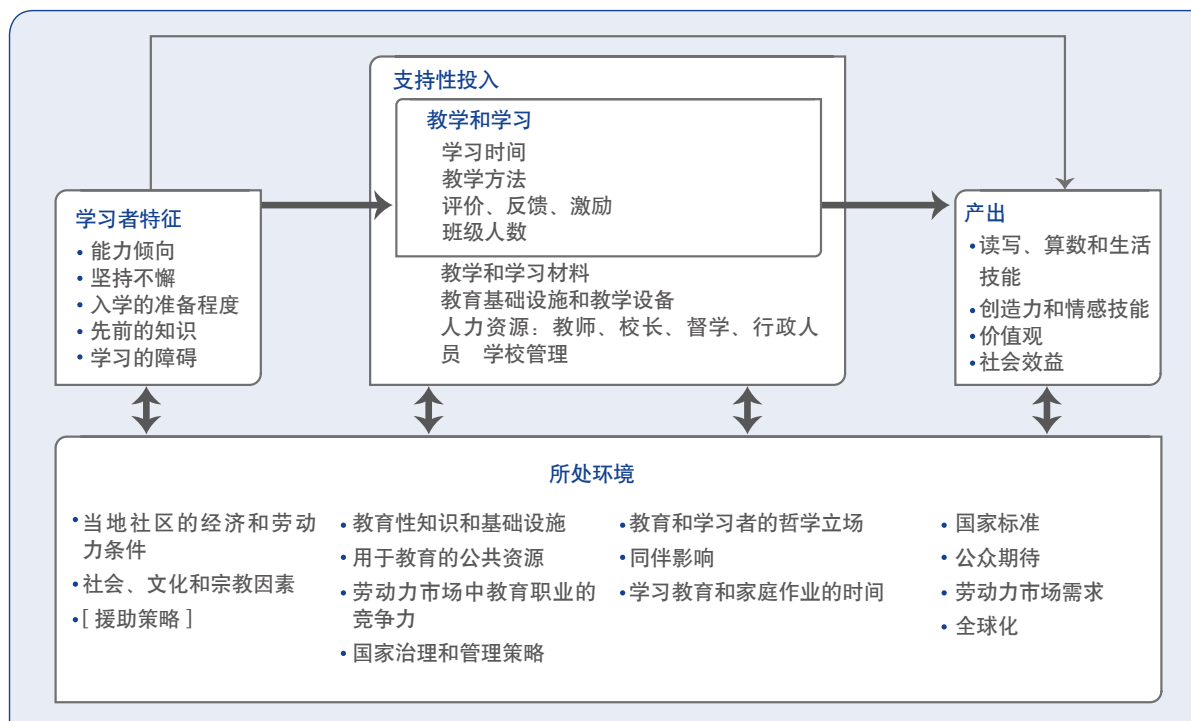 支持性投入
教学和学习
学习时间
教学方法
评价、反馈、激励
班级人数
教学和学习材料
教育基础设施和教学设备
人力资源：教师、校长、督学、行政人
员 学校管理
学习者特征
• 能力倾向
• 坚持不懈
• 入学的准备程度
• 先前的知识
• 学习的障碍
产出
• 读写、算数和生活
技能
• 创造力和情感技能
• 价值观
• 社会效益
所处环境
• 当地社区的经济和劳动
力条件
• 社会、文化和宗教因素
• [ 援助策略 ]
• 教育性知识和基础设施
• 用于教育的公共资源
• 劳动力市场中教育职业的
竞争力
• 国家治理和管理策略
• 教育和学习者的哲学立场
• 同伴影响
• 学习教育和家庭作业的时间
• 国家标准
• 公众期待
• 劳动力市场需求
• 全球化